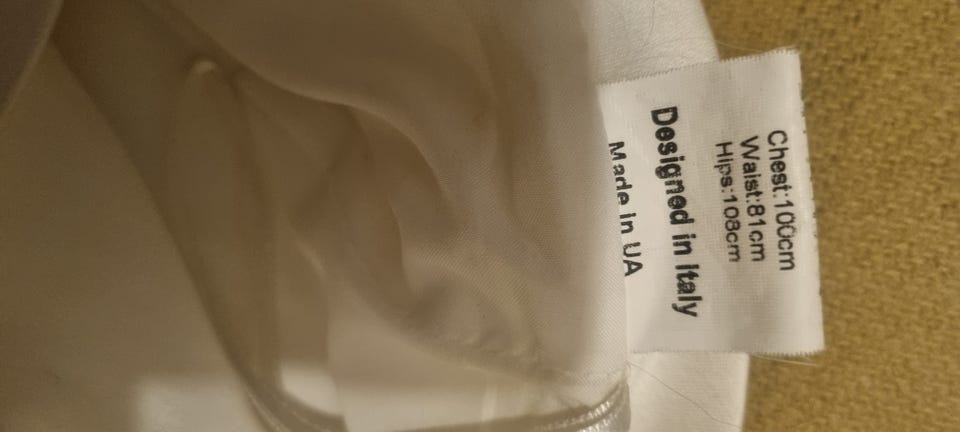 Chest:100cm
Waist:81cm
Hips:108cm
Designed in Italy
Made in UA